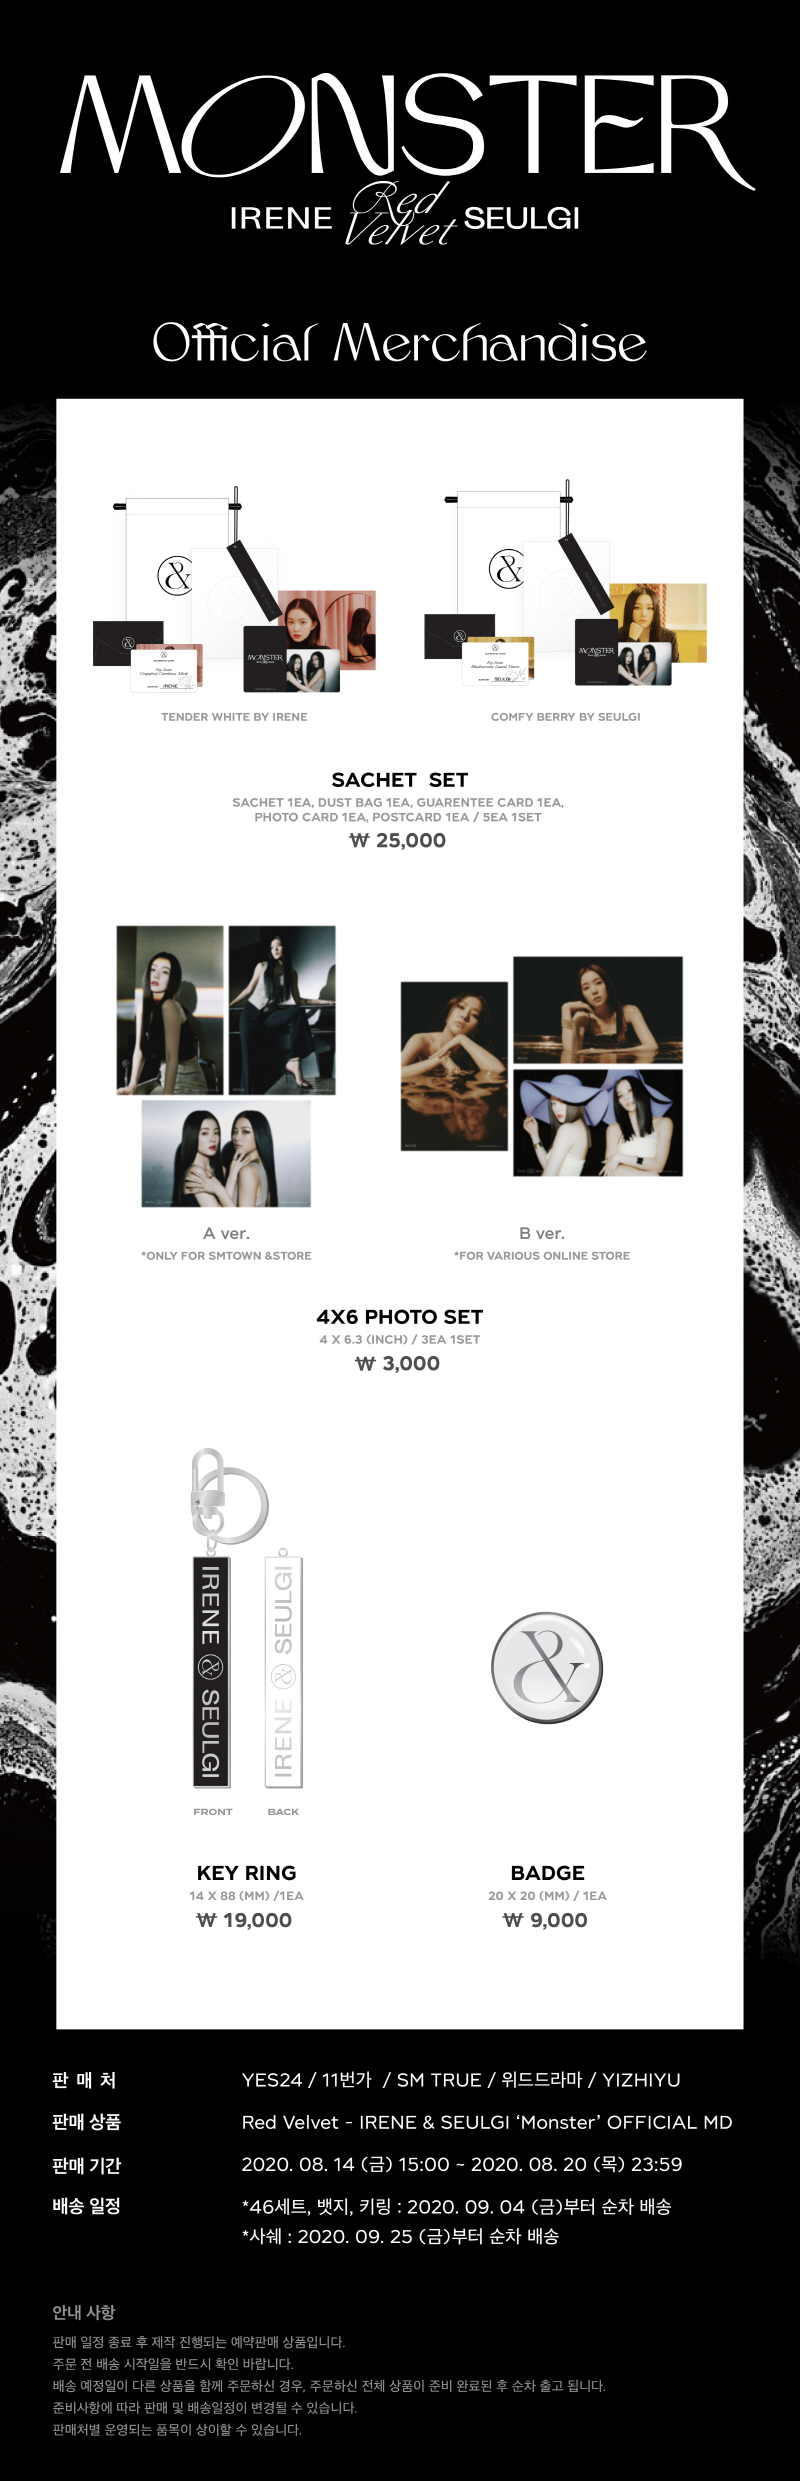 MONSTER
IRENE Red Velvet SEULGI
Official Merchandise
&
&
&
&
MONSTER
MONSTER
IRENE
SEULGI
TENDER WHITE BY IRENE
COMFY BERRY BY SEULGI
SACHET SET
SACHET 1EA, DUST BAG 1EA, GUARENTEE CARD 1EA,
PHOTO CARD 1EA, POSTCARD 1EA / 5EA 1SET
₩ 25,000
A ver.
*ONLY FOR SMTOWN &STORE
B ver.
*FOR VARIOUS ONLINE STORE
4X6 PHOTO SET
4 X 6.3 (INCH) / 3EA 1SET
₩ 3,000
IRENE & SEULGI
IRENE & SEULGI
&
FRONT
BACK
KEY RING
14 X 88 (MM) /1EA
₩ 19,000
BADGE
20 X 20 (MM) / 1EA
₩ 9,000
판 매 처 YES24 / 11번가 / SM TRUE / 위드드라마 / YIZHIYU
판매 상품 Red Velvet - IRENE & SEULGI ‘Monster’ OFFICIAL MD
판매 기간 2020. 08. 14 (금) 15:00 ~ 2020. 08. 20 (목) 23:59
배송 일정 *46세트, 뱃지, 키링 : 2020. 09. 04 (금)부터 순차 배송
*사쉐 : 2020. 09. 25 (금)부터 순차 배송
안내 사항
판매 일정 종료 후 제작 진행되는 예약판매 상품입니다.
주문 전 배송 시작일을 반드시 확인 바랍니다.
배송 예정일이 다른 상품을 함께 주문하신 경우, 주문하신 전체 상품이 준비 완료된 후 순차 출고 됩니다.
준비사항에 따라 판매 및 배송일정이 변경될 수 있습니다.
판매처별 운영되는 품목이 상이할 수 있습니다.